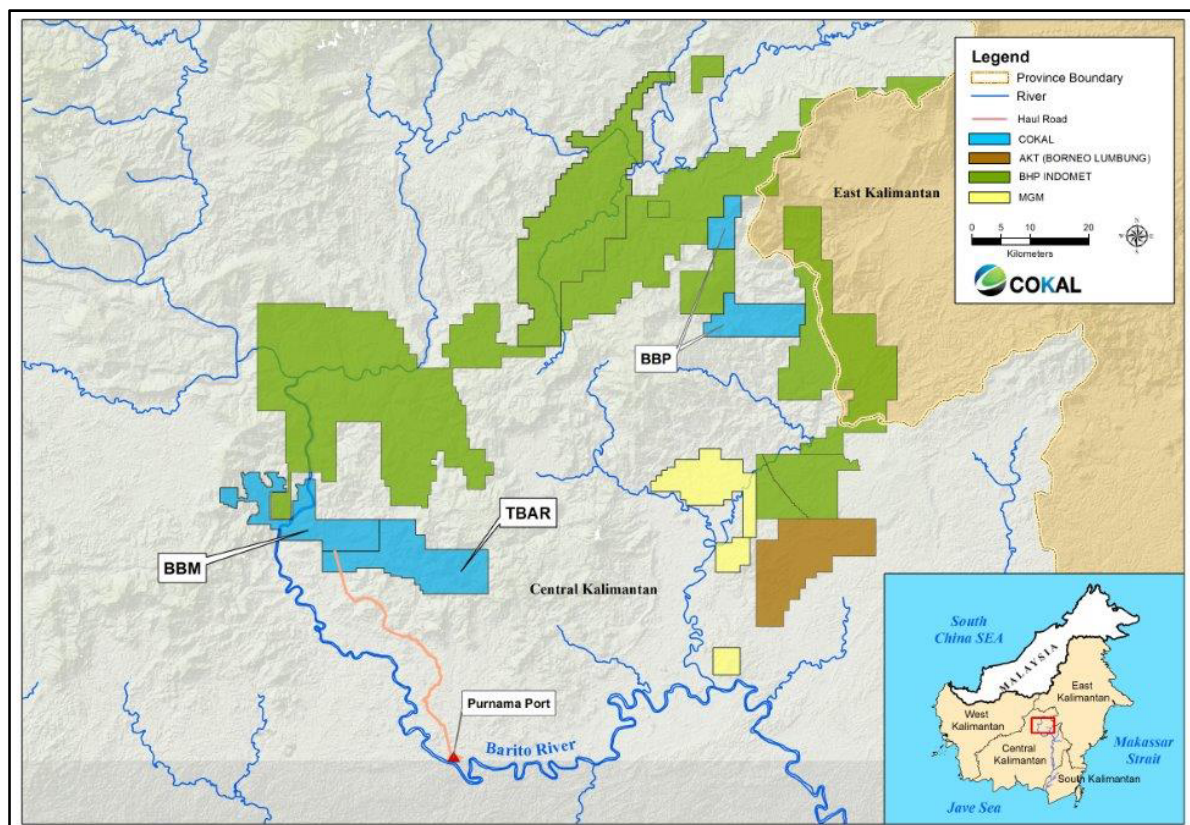 Legend
Province Boundary
River
Haul Road
COKAL
AKT (BORNEO LUMBUNG)
BHP INDOMET
MGM
0 5 10 20
Kilometers
N
W E
S
COKAL
East Kalimantan
BBP
TBAR
BBM
Central Kalimantan
Purnama Port
Barito River
South
China SEA
MALAYSIA
East
Kalimantan
West
Kalimantan
Central
Kalimantan
South Kalimantan
Makassar
Strait
Jave Sea